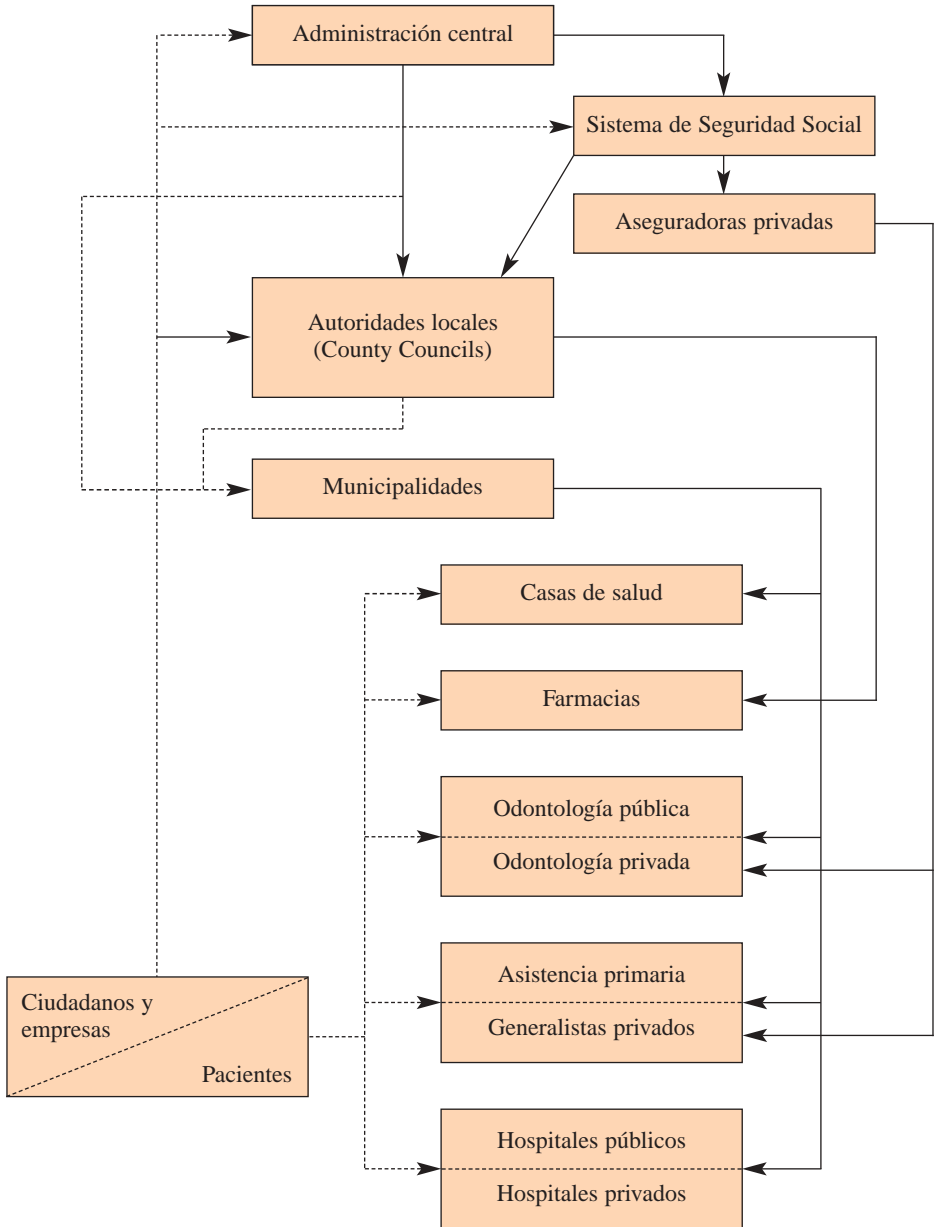 Administración central
Sistema de Seguridad Social
Aseguradoras privadas
Autoridades locales
(County Councils)
Municipalidades
Casas de salud
Farmacias
Odontología pública
Odontología privada
Asistencia primaria
Generalistas privados
Ciudadanos y
empresas
Pacientes
Hospitales públicos
Hospitales privados